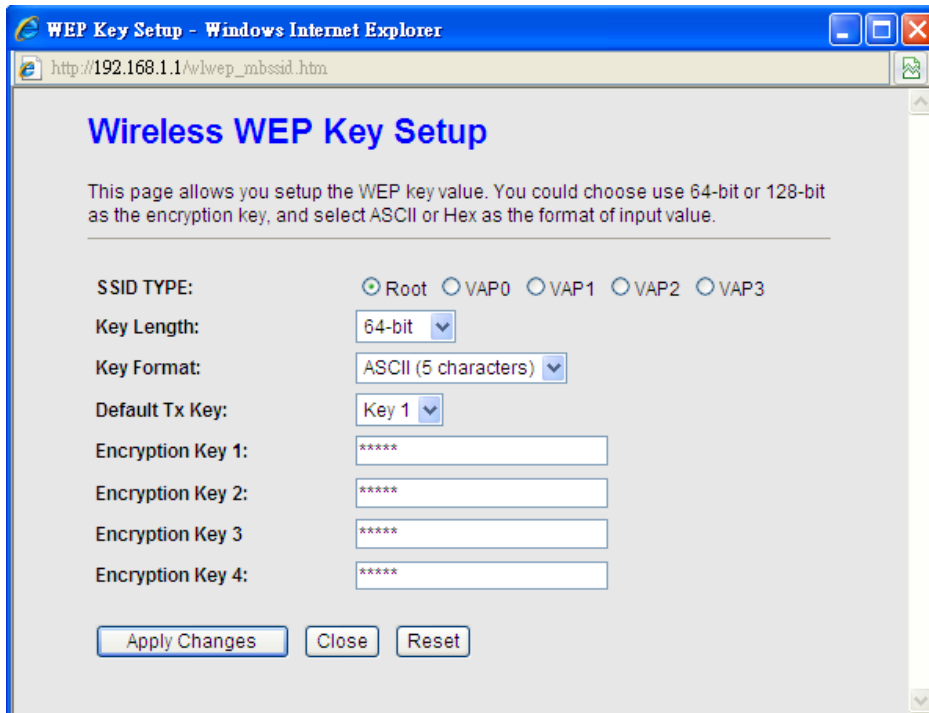 WEP Key Setup - Windows Internet Explorer
http://192.168.1.1/wlwep_mbssid.htm
Wireless WEP Key Setup
This page allows you setup the WEP key value. You could choose use 64-bit or 128-bit
as the encryption key, and select ASCII or Hex as the format of input value.
SSID TYPE: Root VAP0 VAP1 VAP2 VAP3
Key Length: 64-bit
Key Format: ASCII (5 characters)
Default Tx Key: Key 1
Encryption Key 1: *****
Encryption Key 2: *****
Encryption Key 3 *****
Encryption Key 4: *****
Apply Changes Close Reset